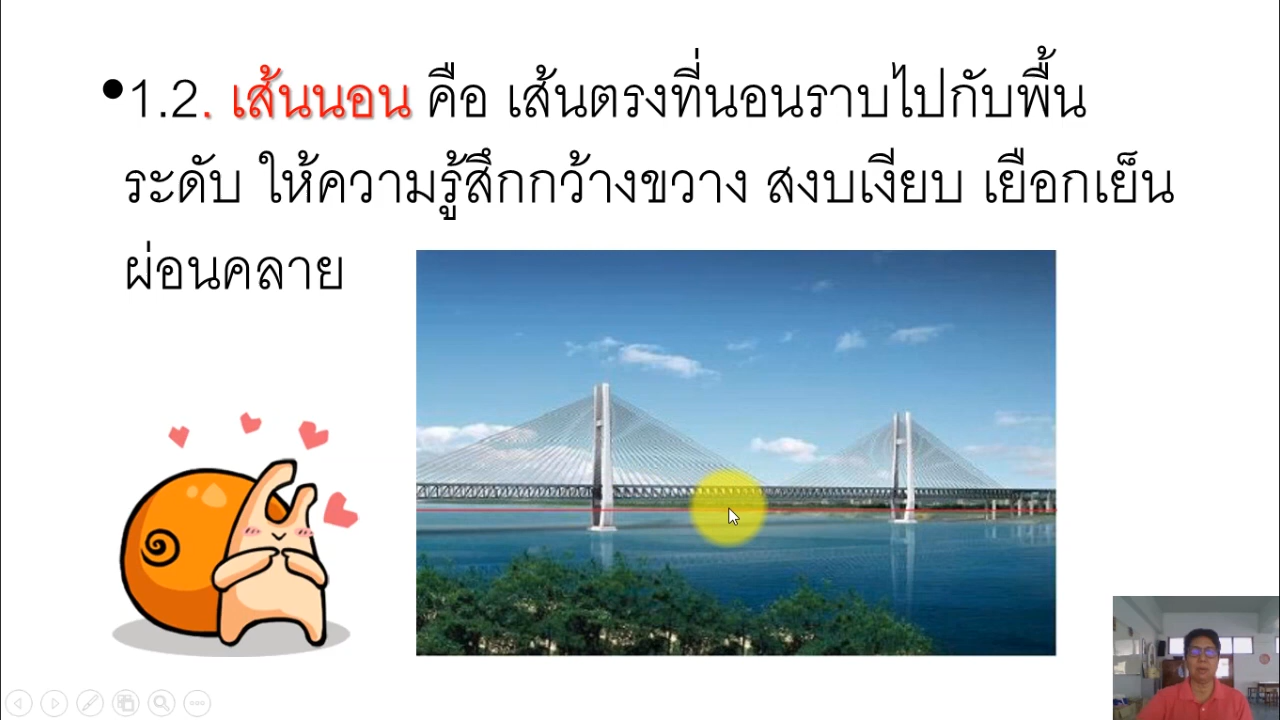 •1.2. เส้นนอน คือ เส้นตรงที่นอนราบไปกับพื้น
ระดับ ให้ความรู้สึกกว้างขวาง สงบเงียบ เยือกเย็น
ผ่อนคลาย